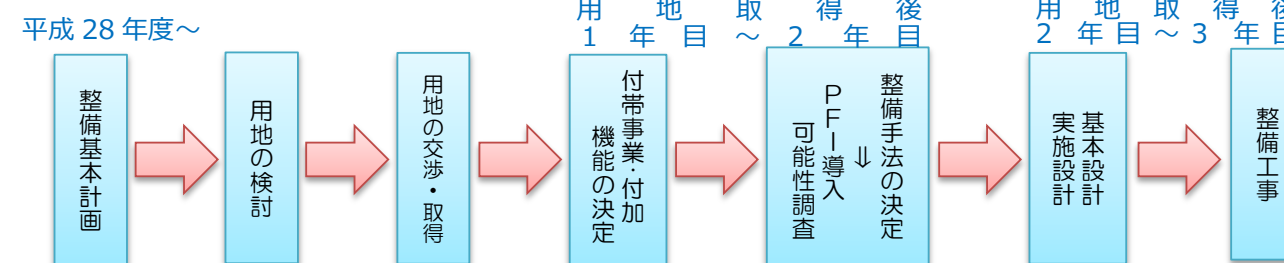 平成 28 年度～
用地取得後
1 年目～2 年目
用地取得後
2 年目～3 年目
整備基本計画
用地の検討
用地の交渉・取得
付帯事業・付加
機能の決定
整備手法の決定
⇓
ＰＦＩ導入
可能性調査
基本設計
実施設計
整備工事